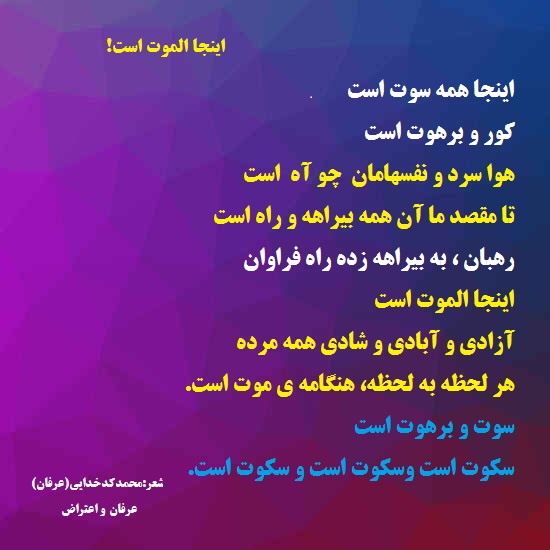 اینجا الموت است!
اینجا همه سوت است
کور و برهوت است
هوا سرد و نفسهامان چو آه است
تا مقصد ما آن همه بیراهه و راه است
رهبان ، به بیراهه زده راه فراوان
اینجا الموت است
آزادی و آبادی و شادی همه مرده
هر لحظه به لحظه، هنگامه ی موت است.
سوت و برهوت است
سکوت است وسکوت است و سکوت است.
شعر:محمدکدخدایی(عرفان)
عرفان و اعتراض